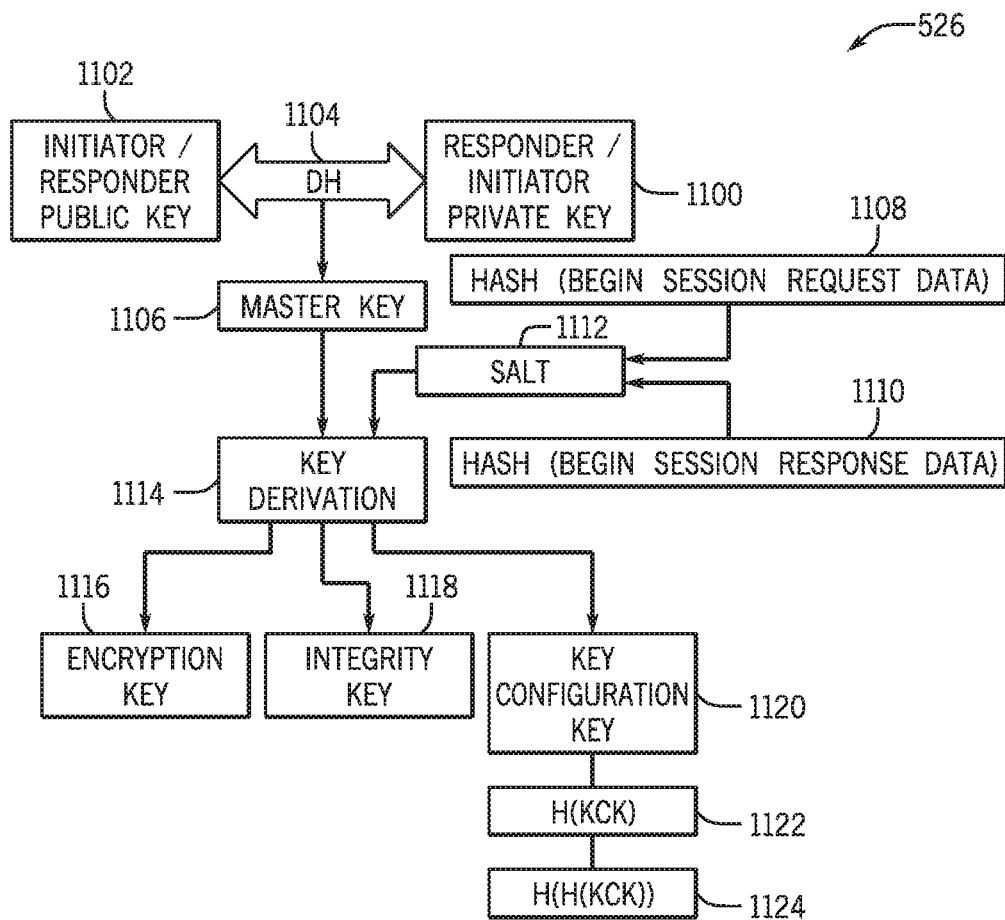 526
1102
1104
INITIATOR /
RESPONDER
PUBLIC KEY
DH
RESPONDER /
INITIATOR
PRIVATE KEY
1100
1108
HASH (BEGIN SESSION REQUEST DATA)
1106
MASTER KEY
1112
SALT
1110
HASH (BEGIN SESSION RESPONSE DATA)
1114
KEY
DERIVATION
1116
ENCRYPTION
KEY
1118
INTEGRITY
KEY
KEY
CONFIGURATION
KEY
1120
H(KCK)
1122
H(H(KCK))
1124